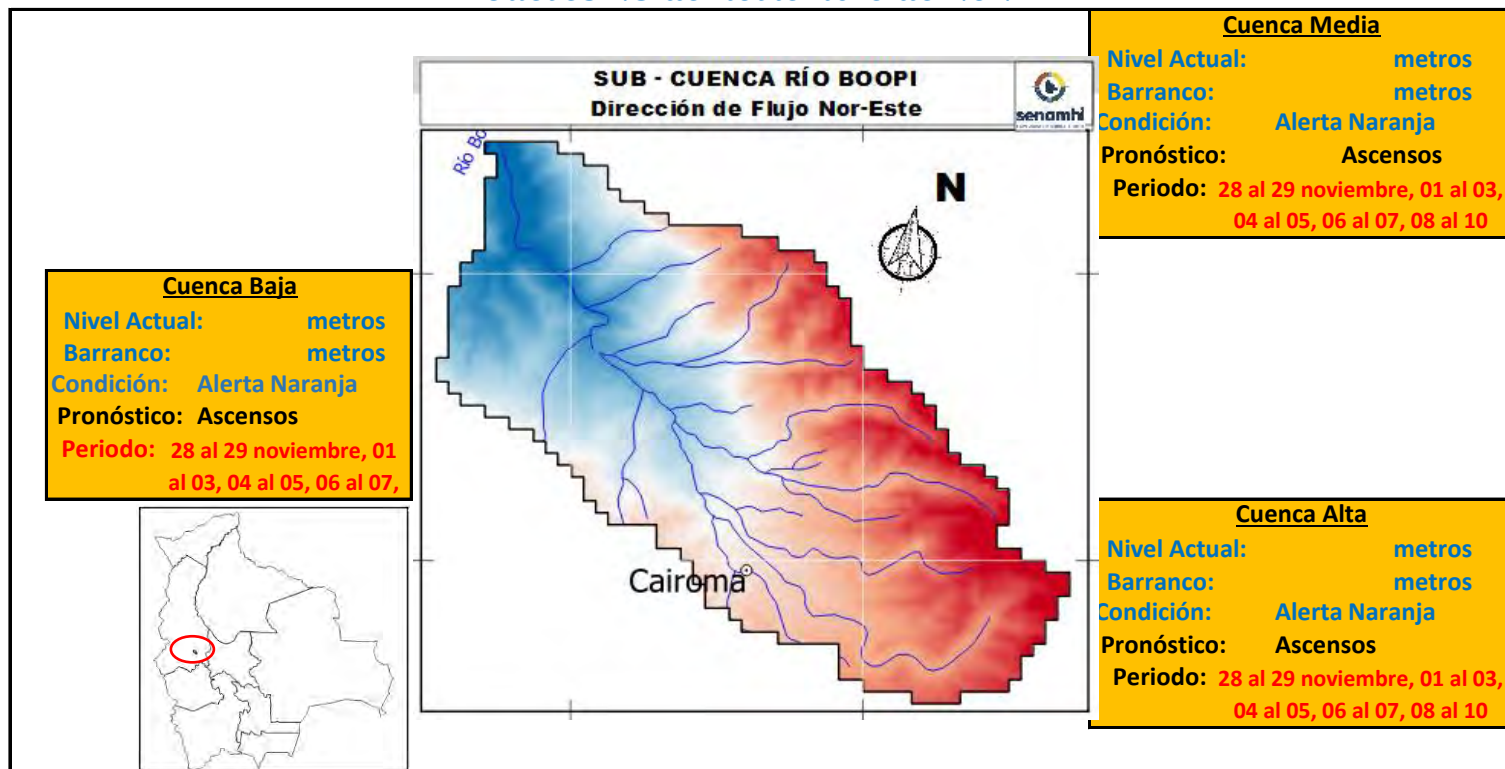 SUB - CUENCA RÍO BOOPI
Dirección de Flujo Nor-Este
senamhi
Río Bo
N
Cairoma
Cuenca Media
Nivel Actual: metros
Barranco: metros
Condición: Alerta Naranja
Pronóstico: Ascensos
Periodo: 28 al 29 noviembre, 01 al 03,
04 al 05, 06 al 07, 08 al 10
Cuenca Baja
Nivel Actual: metros
Barranco: metros
Condición: Alerta Naranja
Pronóstico: Ascensos
Periodo: 28 al 29 noviembre, 01
al 03, 04 al 05, 06 al 07,
Cuenca Alta
Nivel Actual: metros
Barranco: metros
Condición: Alerta Naranja
Pronóstico: Ascensos
Periodo: 28 al 29 noviembre, 01 al 03,
04 al 05, 06 al 07, 08 al 10